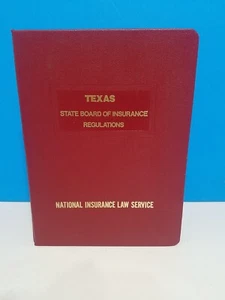 TEXAS
STATE BOARD OF INSURANCE
REGULATIONS
NATIONAL INSURANCE LAW SERVICE